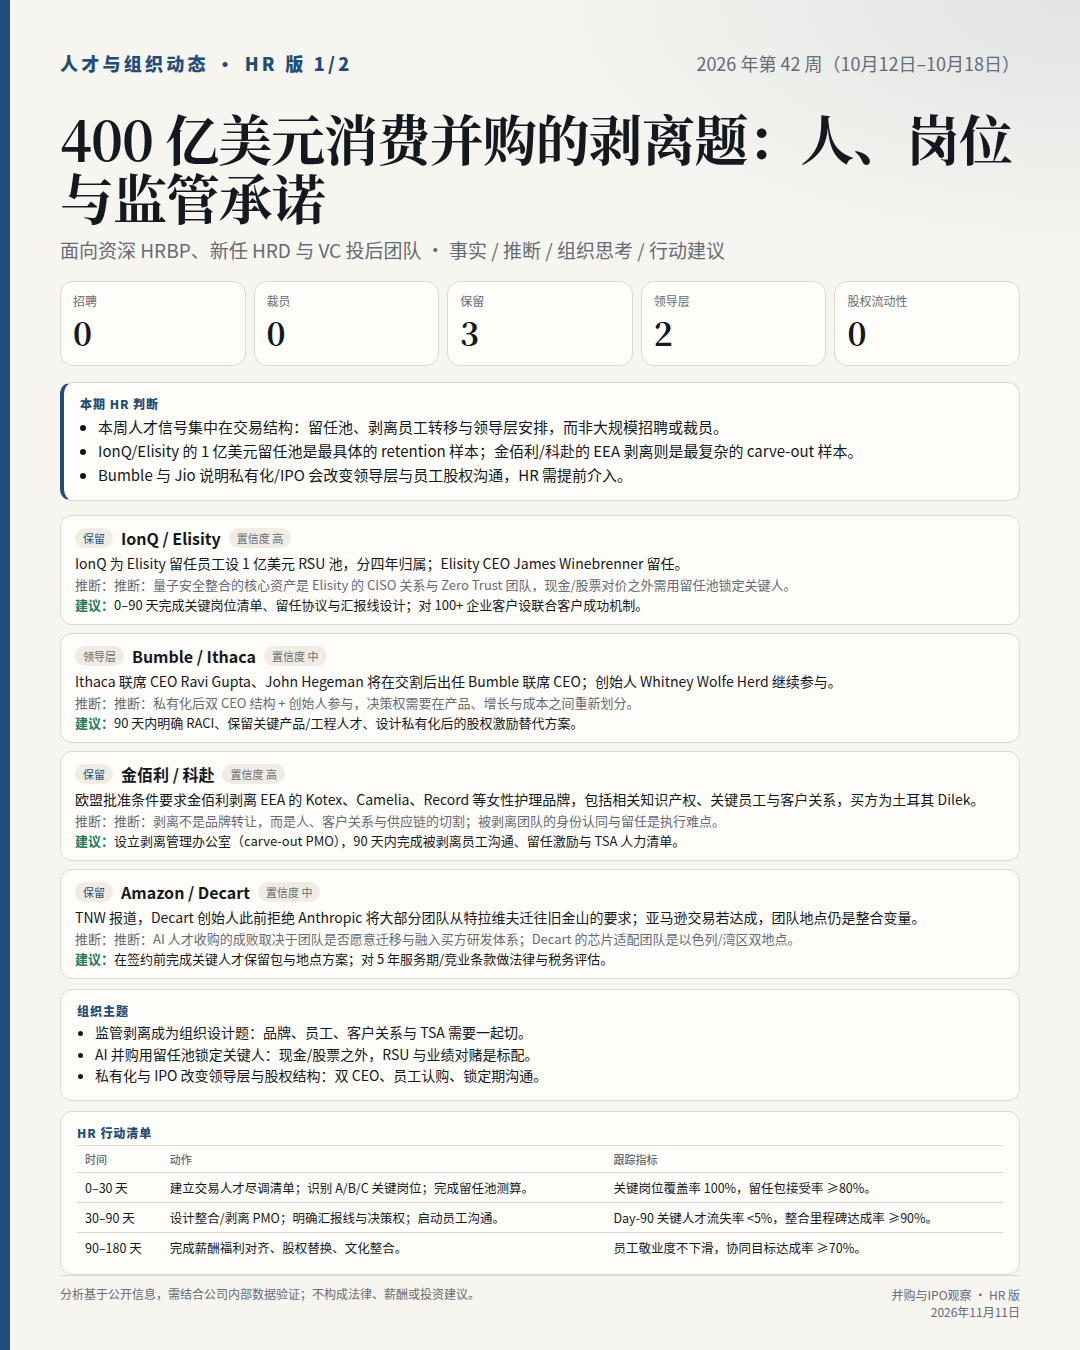 人才与组织动态 • HR 版 1/2
2026 年第 42 周（10月12日–10月18日）
400 亿美元消费并购的剥离题：人、岗位
与监管承诺
面向资深 HRBP、新任 HRD 与 VC 投后团队 • 事实 / 推断 / 组织思考 / 行动建议
招聘
0
裁员
0
保留
3
领导层
2
股权流动性
0
本期 HR 判断
• 本周人才信号集中在交易结构：留任池、剥离员工转移与领导层安排，而非大规模招聘或裁员。
• IonQ/Elisity 的 1 亿美元留任池是最具体的 retention 样本；金佰利/科赴的 EEA 剥离则是最复杂的 carve-out 样本。
• Bumble 与 Jio 说明私有化/IPO 会改变领导层与员工股权沟通，HR 需提前介入。
保留 IonQ / Elisity 置信度 高
IonQ 为 Elisity 留任员工设 1 亿美元 RSU 池，分四年归属；Elisity CEO James Winebrenner 留任。
推断：推断：量子安全整合的核心资产是 Elisity 的 CISO 关系与 Zero Trust 团队，现金/股票对价之外需用留任池锁定关键人。
建议：0–90 天完成关键岗位清单、留任协议与汇报线设计；对 100+ 企业客户设联合客户成功机制。
领导层 Bumble / Ithaca 置信度 中
Ithaca 联席 CEO Ravi Gupta、John Hegeman 将在交割后出任 Bumble 联席 CEO；创始人 Whitney Wolfe Herd 继续参与。
推断：推断：私有化后双 CEO 结构 + 创始人参与，决策权需要在产品、增长与成本之间重新划分。
建议：90 天内明确 RACI、保留关键产品/工程人才、设计私有化后的股权激励替代方案。
保留 金佰利 / 科赴 置信度 高
欧盟批准条件要求金佰利剥离 EEA 的 Kotex、Camelia、Record 等女性护理品牌，包括相关知识产权、关键员工与客户关系，买方为土耳其 Dilek。
推断：推断：剥离不是品牌转让，而是人、客户关系与供应链的切割；被剥离团队的身份认同与留任是执行难点。
建议：设立剥离管理办公室（carve-out PMO），90 天内完成被剥离员工沟通、留任激励与 TSA 人力清单。
保留 Amazon / Decart 置信度 中
TNW 报道，Decart 创始人此前拒绝 Anthropic 将大部分团队从特拉维夫迁往旧金山的要求；亚马逊交易若达成，团队地点仍是整合变量。
推断：推断：AI 人才收购的成败取决于团队是否愿意迁移与融入买方研发体系；Decart 的芯片适配团队是以色列/湾区双地点。
建议：在签约前完成关键人才保留包与地点方案；对 5 年服务期/竞业条款做法律与税务评估。
组织主题
• 监管剥离成为组织设计题：品牌、员工、客户关系与 TSA 需要一起切。
• AI 并购用留任池锁定关键人：现金/股票之外，RSU 与业绩对赌是标配。
• 私有化与 IPO 改变领导层与股权结构：双 CEO、员工认购、锁定期沟通。
HR 行动清单
时间 动作 跟踪指标
0–30 天 建立交易人才尽调清单；识别 A/B/C 关键岗位；完成留任池测算。 关键岗位覆盖率 100%，留任包接受率 ≥80%。
30–90 天 设计整合/剥离 PMO；明确汇报线与决策权；启动员工沟通。 Day-90 关键人才流失率 <5%，整合里程碑达成率 ≥90%。
90–180 天 完成薪酬福利对齐、股权替换、文化整合。 员工敬业度不下滑，协同目标达成率 ≥70%。
分析基于公开信息，需结合公司内部数据验证；不构成法律、薪酬或投资建议。
并购与IPO观察 • HR 版
2026年11月11日